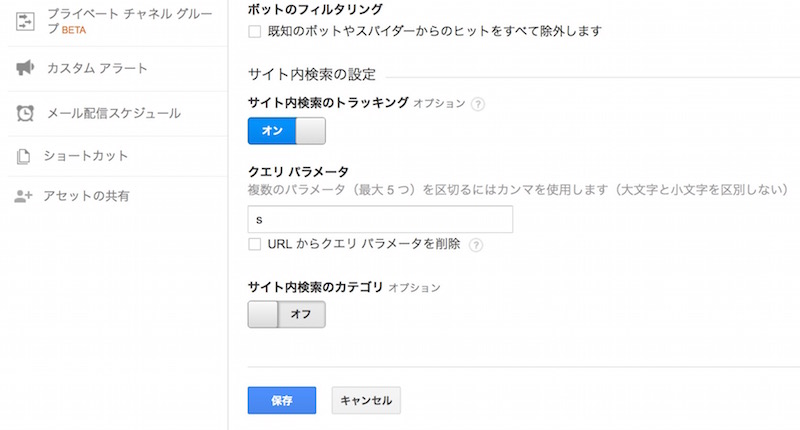 プライベート チャネル グルー
プ BETA
カスタム アラート
メール配信スケジュール
ショートカット
アセットの共有
ボットのフィルタリング
既知のボットやスパイダーからのヒットをすべて除外します
サイト内検索の設定
サイト内検索のトラッキング オプション ?
オン
クエリ パラメータ
複数のパラメータ（最大 5 つ）を区切るにはカンマを使用します（大文字と小文字を区別しない）
s
URL からクエリ パラメータを削除 ?
サイト内検索のカテゴリ オプション
オフ
保存
キャンセル